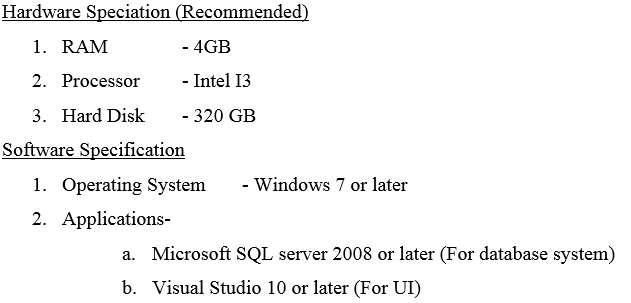 Hardware Speciation (Recommended)
1. RAM - 4GB
2. Processor - Intel I3
3. Hard Disk - 320 GB
Software Specification
1. Operating System - Windows 7 or later
2. Applications-
a. Microsoft SQL server 2008 or later (For database system)
b. Visual Studio 10 or later (For UI)